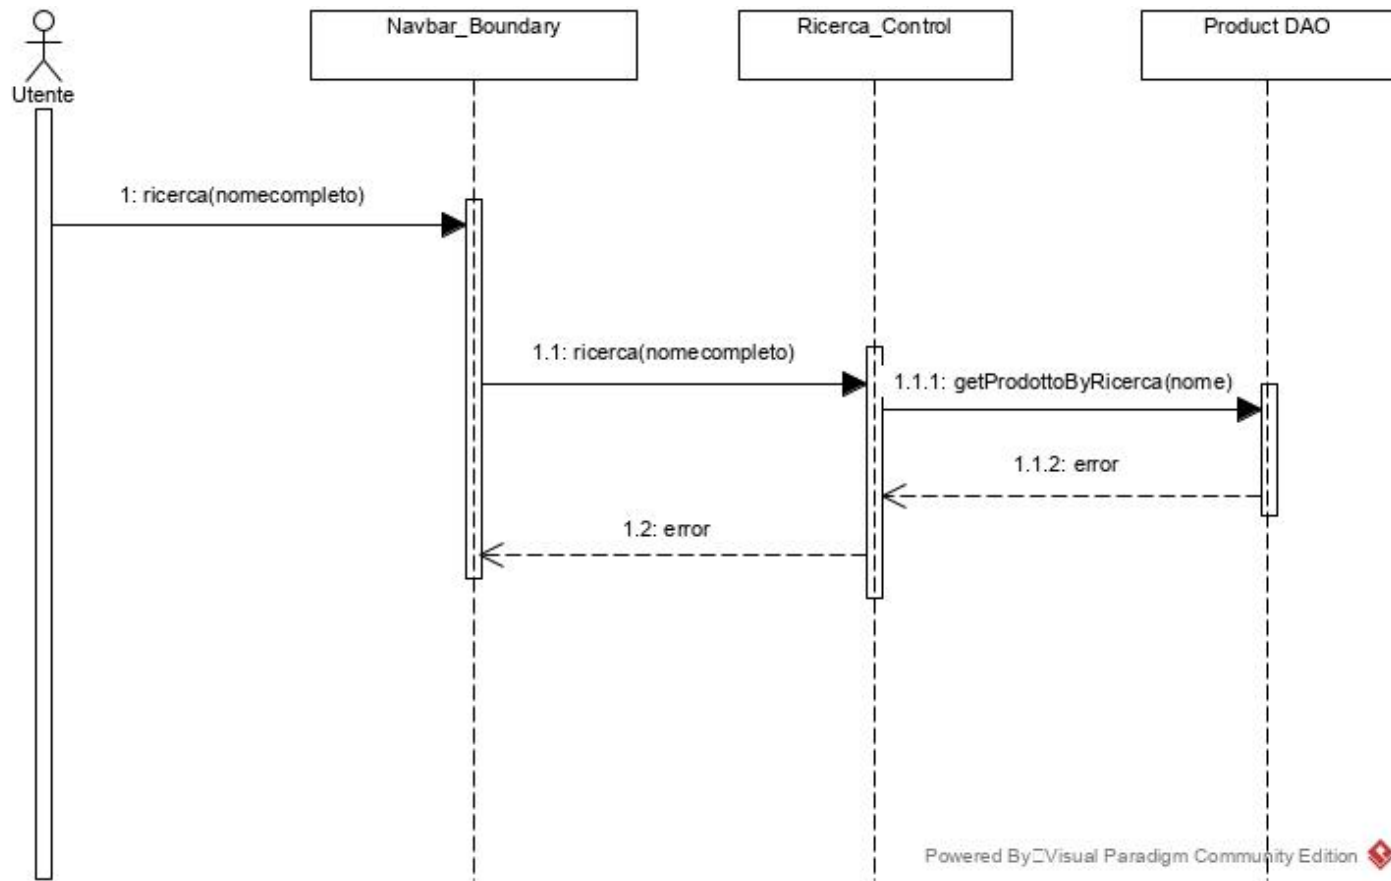 Navbar_Boundary
Ricerca_Control
Product DAO
Utente
1: ricerca(nomecompleto)
1.1: ricerca(nomecompleto)
1.1.1: getProdottoByRicerca(nome)
1.1.2: error
1.2: error
Powered By Visual Paradigm Community Edition